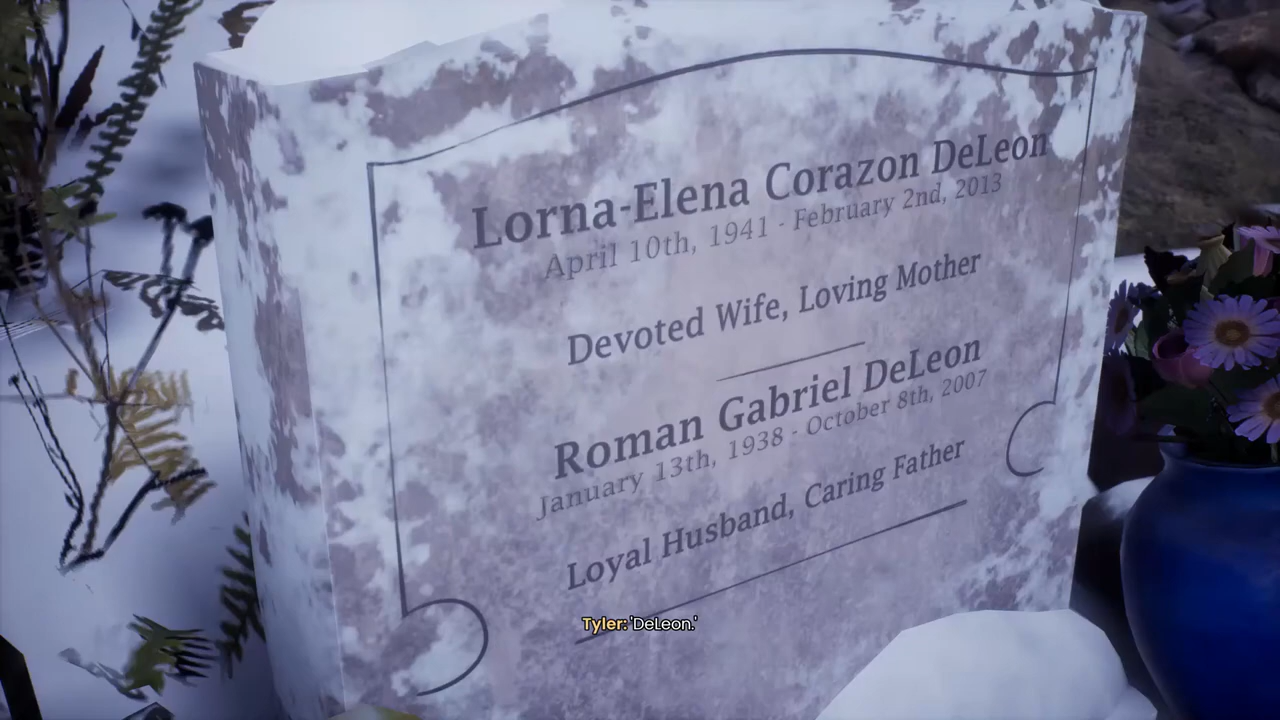 Lorna-Elena Corazon DeLeon
April 10th, 1941 - February 2nd, 2013
Devoted Wife, Loving Mother
Roman Gabriel DeLeon
January 13th, 1938 - October 8th, 2007
Loyal Husband, Caring Father
Tyler: 'DeLeon.'